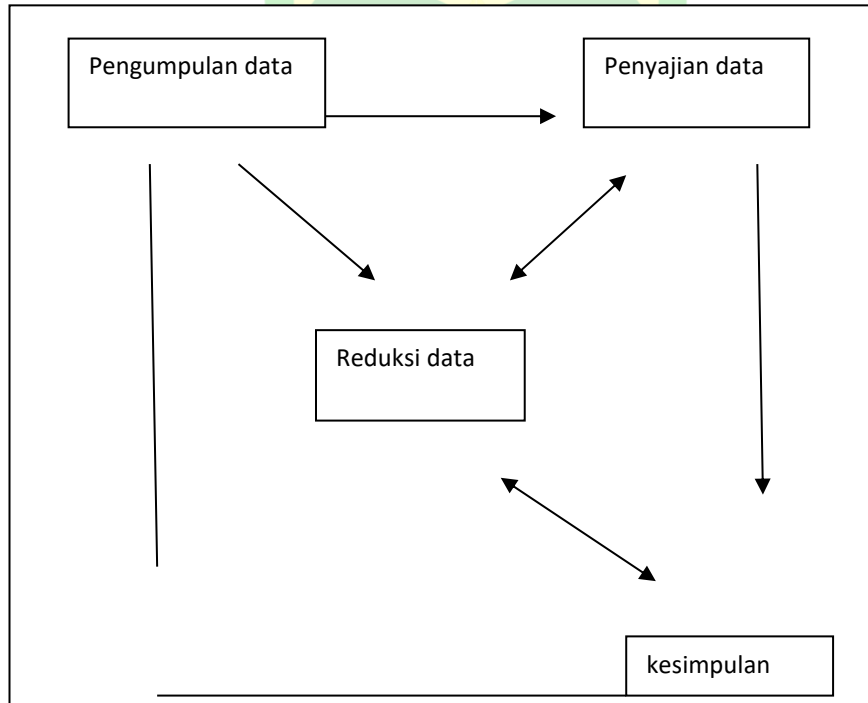 Pengumpulan data
Penyajian data
Reduksi data
kesimpulan